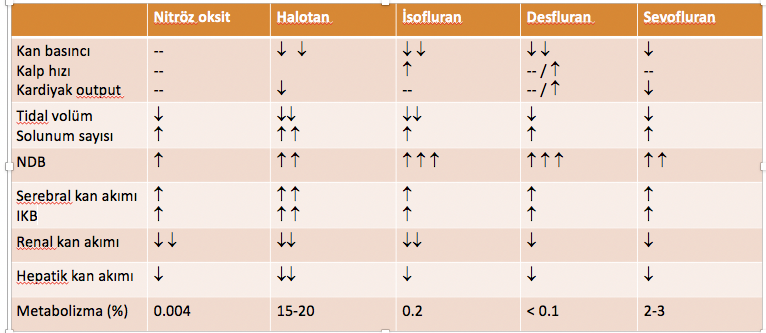 Nitröz oksit Halotan İsofluran Desfluran Sevofluran
Kan basıncı -- ↓ ↓ ↓↓ ↓↓ ↓
Kalp hızı -- ↑ -- / ↑ --
Kardiyak output -- ↓ -- -- / ↑ ↓
Tidal volüm ↓ ↓↓ ↓↓ ↓ ↓
Solunum sayısı ↑ ↑ ↑ ↑ ↑ ↑
NDB ↑ ↑ ↑ ↑ ↑ ↑ ↑ ↑ ↑ ↑ ↑
Serebral kan akımı ↑ ↑ ↑ ↑ ↑ ↑
IKB ↑ ↑ ↑ ↑ ↑ ↑
Renal kan akımı ↓ ↓ ↓↓ ↓↓ ↓ ↓
Hepatik kan akımı ↓ ↓↓ ↓ ↓ ↓
Metabolizma (%) 0.004 15-20 0.2 < 0.1 2-3